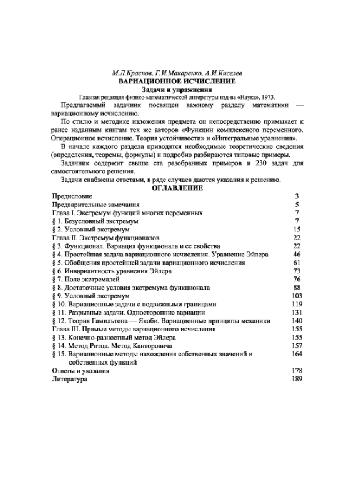 М.Л.Краснов, Г.И.Макаренко, А.И.Киселев
ВАРИАЦИОННОЕ ИСЧИСЛЕНИЕ
Задачи и упражнения
Главная редакция физико-математической литературы изд-ва «Наука», 1973.
Предлагаемый задачник посвящен важному разделу математики —
вариационному исчислению.
По стилю и методике изложения предмета он непосредственно примыкает к
ранее изданным книгам тех же авторов «Функции комплексного переменного.
Операционное исчисление. Теория устойчивости» и «Интегральные уравнения».
В начале каждого раздела приводятся необходимые теоретические сведения
(определения, теоремы, формулы) и подробно разбираются типовые примеры.
Задачник содержит свыше ста разобранных примеров и 230 задач для
самостоятельного решения.
Задачи снабжены ответами, в ряде случаев даются указания к решению.
ОГЛАВЛЕНИЕ
Предисловие 3
Предварительные замечания 5
Глава I. Экстремум функций многих переменных 7
§ 1. Безусловный экстремум 7
§ 2. Условный экстремум 15
Глава II. Экстремум функционалов 22
§ 3. Функционал. Вариация функционала и ее свойства 22
§ 4. Простейшая задача вариационного исчисления. Уравнение Эйлера 46
§ 5. Обобщения простейшей задачи вариационного исчисления 61
§ 6. Инвариантность уравнения Эйлера 73
§ 7. Поле экстремалей 76
§ 8. Достаточные условия экстремума функционала 88
§ 9. Условный экстремум 103
§ 10. Вариационные задачи с подвижными границами 119
§ 11. Разрывные задачи. Односторонние вариации 131
§ 12. Теория Гамильтона — Якоби. Вариационные принципы механики 140
Глава III. Прямые методы вариационного исчисления 155
§ 13. Конечно-разностный метод Эйлера 155
§ 14. Метод Ритца. Метод Канторовича 157
§ 15. Вариационные методы нахождения собственных значений и 164
собственных функций
Ответы и указания 178
Литература 189